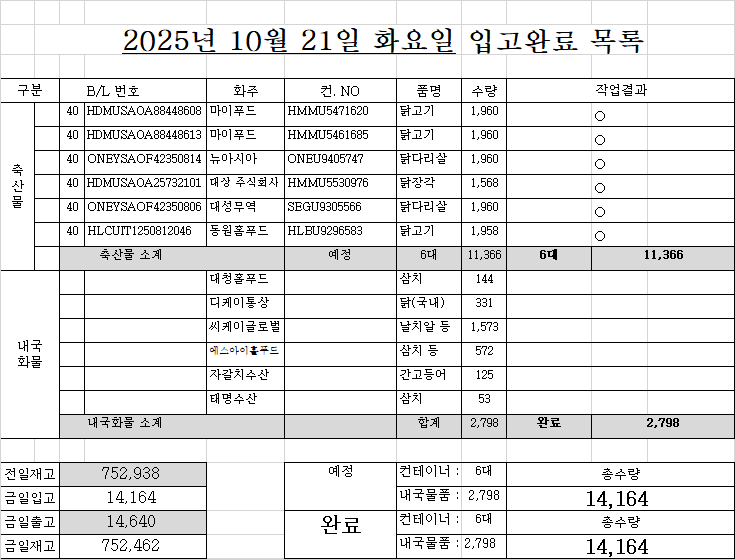 2025년 10월 21일 화요일 입고완료 목록
구분 B/L 번호 화주 컨. NO 품명 수량 작업결과
축산물
40 HDMUSAOA88448608 마이푸드 HMMU5471620 닭고기 1,960 ○
40 HDMUSAOA88448613 마이푸드 HMMU5461685 닭고기 1,960 ○
40 ONEYSAOF42350814 뉴아시아 ONEU9405747 닭다리살 1,960 ○
40 HDMUSAOA25732101 대상 주식회사 HMMU5530976 닭장각 1,568 ○
40 ONEYSAOF42350806 대성무역 SEGU9305566 닭다리살 1,960 ○
40 HLCUIT1250812046 동원홈푸드 HLBU9296583 닭고기 1,958 ○
축산물 소계 예정 6대 11,366 6대 11,366
내국
화물
대청홀푸드 삼치 144
디케이통상 닭(국내) 331
씨케이글로벌 날치알 등 1,573
에스아이홀푸드 삼치 등 572
자갈치수산 간고등어 125
태명수산 삼치 53
내국화물 소계 합계 2,798 완료 2,798
전일재고 752,938 예정 컨테이너 : 6대 총수량
금일입고 14,164 내국물품 : 2,798 14,164
금일출고 14,640 완료 컨테이너 : 6대 총수량
금일재고 752,462 내국물품 : 2,798 14,164